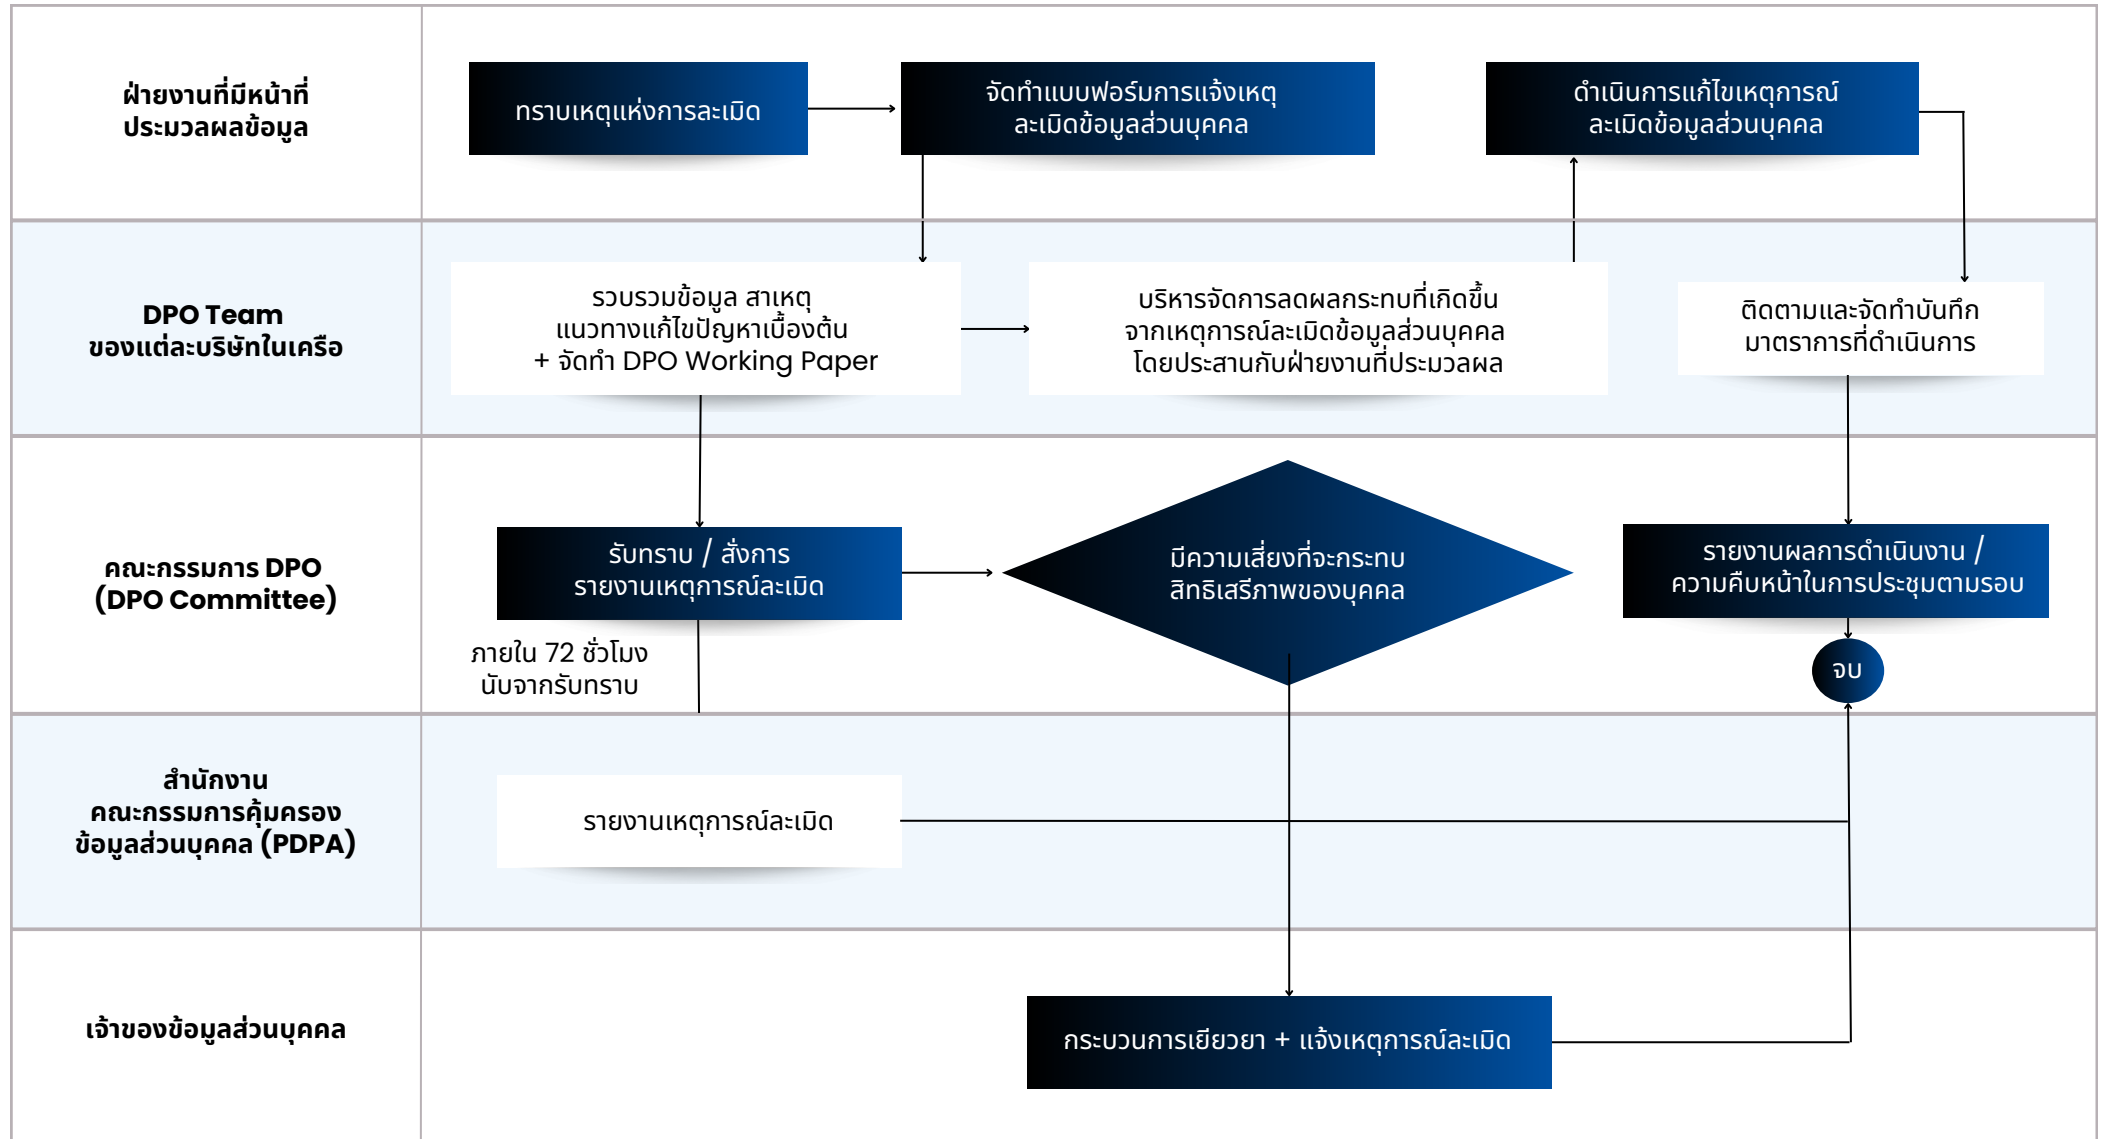 ฝ่ายงานที่มีหน้าที่
ประมวลผลข้อมูล
ทราบเหตุแห่งการละเมิด
จัดทำแบบฟอร์มการแจ้งเหตุ
ละเมิดข้อมูลส่วนบุคคล
ดำเนินการแก้ไขเหตุการณ์
ละเมิดข้อมูลส่วนบุคคล
DPO Team
ของแต่ละบริษัทในเครือ
รวบรวมข้อมูล สาเหตุ
แนวทางแก้ไขปัญหาเบื้องต้น
+ จัดทำ DPO Working Paper
บริหารจัดการลดผลกระทบที่เกิดขึ้น
จากเหตุการณ์ละเมิดข้อมูลส่วนบุคคล
โดยประสานกับฝ่ายงานที่ประมวลผล
ติดตามและจัดทำบันทึก
มาตราการที่ดำเนินการ
คณะกรรมการ DPO
(DPO Committee)
รับทราบ / สั่งการ
รายงานเหตุการณ์ละเมิด
ภายใน 72 ชั่วโมง
นับจากรับทราบ
มีความเสี่ยงที่จะกระทบ
สิทธิเสรีภาพของบุคคล
รายงานผลการดำเนินงาน /
ความคืบหน้าในการประชุมตามรอบ
จบ
สำนักงาน
คณะกรรมการคุ้มครอง
ข้อมูลส่วนบุคคล (PDPA)
รายงานเหตุการณ์ละเมิด
เจ้าของข้อมูลส่วนบุคคล
กระบวนการเยียวยา + แจ้งเหตุการณ์ละเมิด